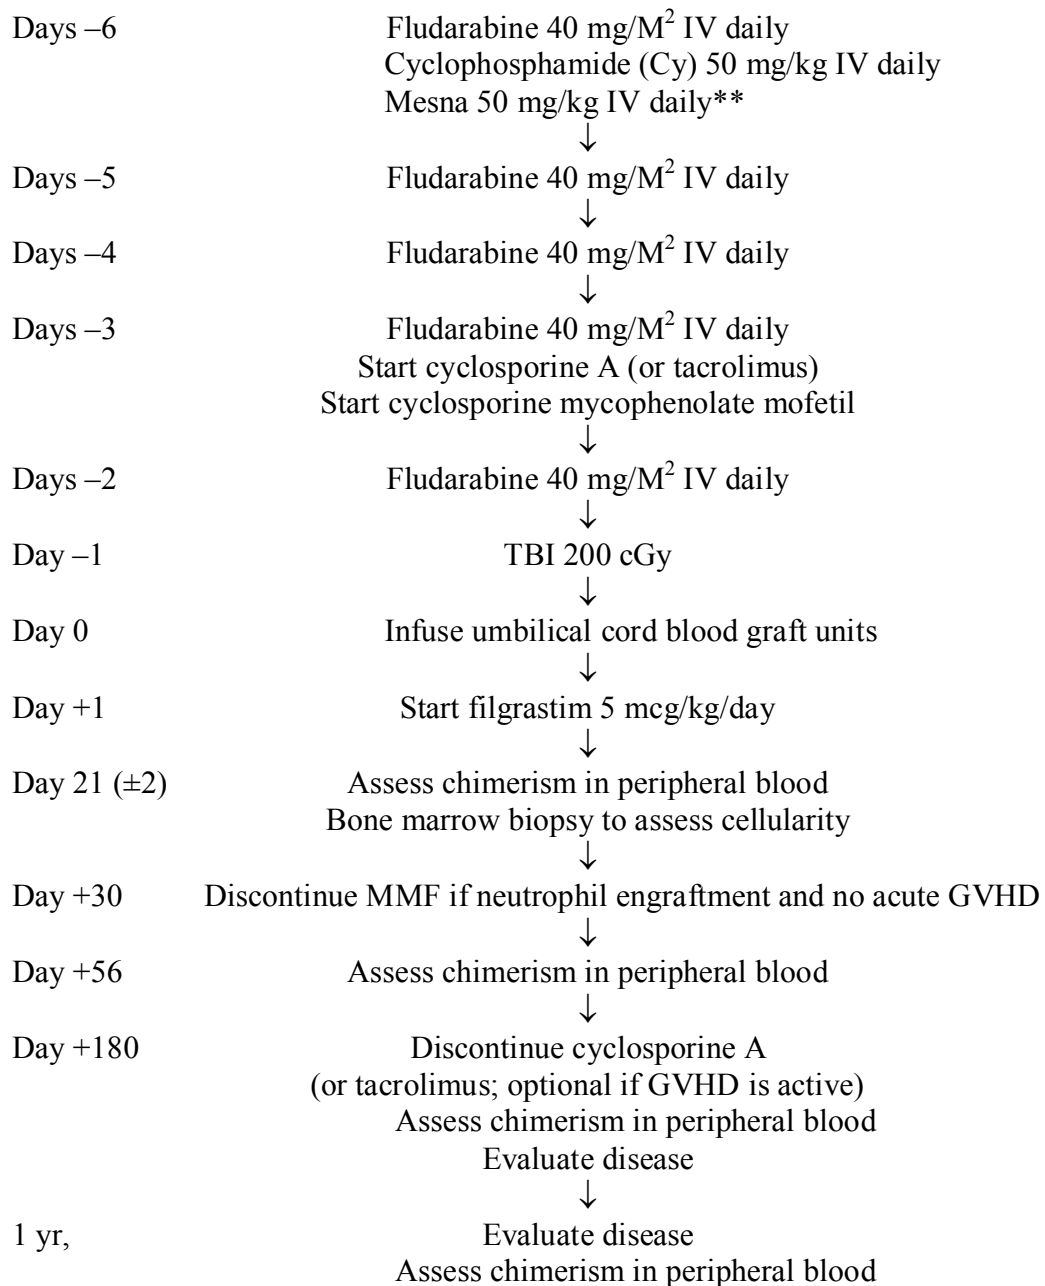 Days –6 Fludarabine 40 mg/M² IV daily
Cyclophosphamide (Cy) 50 mg/kg IV daily
Mesna 50 mg/kg IV daily**
↓
Days –5 Fludarabine 40 mg/M² IV daily
↓
Days –4 Fludarabine 40 mg/M² IV daily
↓
Days –3 Fludarabine 40 mg/M² IV daily
Start cyclosporine A (or tacrolimus)
Start cyclosporine mycophenolate mofetil
↓
Days –2 Fludarabine 40 mg/M² IV daily
↓
Day –1 TBI 200 cGy
↓
Day 0 Infuse umbilical cord blood graft units
↓
Day +1 Start filgrastim 5 mcg/kg/day
↓
Day 21 (±2) Assess chimerism in peripheral blood
Bone marrow biopsy to assess cellularity
↓
Day +30 Discontinue MMF if neutrophil engraftment and no acute GVHD
↓
Day +56 Assess chimerism in peripheral blood
↓
Day +180 Discontinue cyclosporine A
(or tacrolimus; optional if GVHD is active)
Assess chimerism in peripheral blood
Evaluate disease
↓
1 yr, Evaluate disease
Assess chimerism in peripheral blood